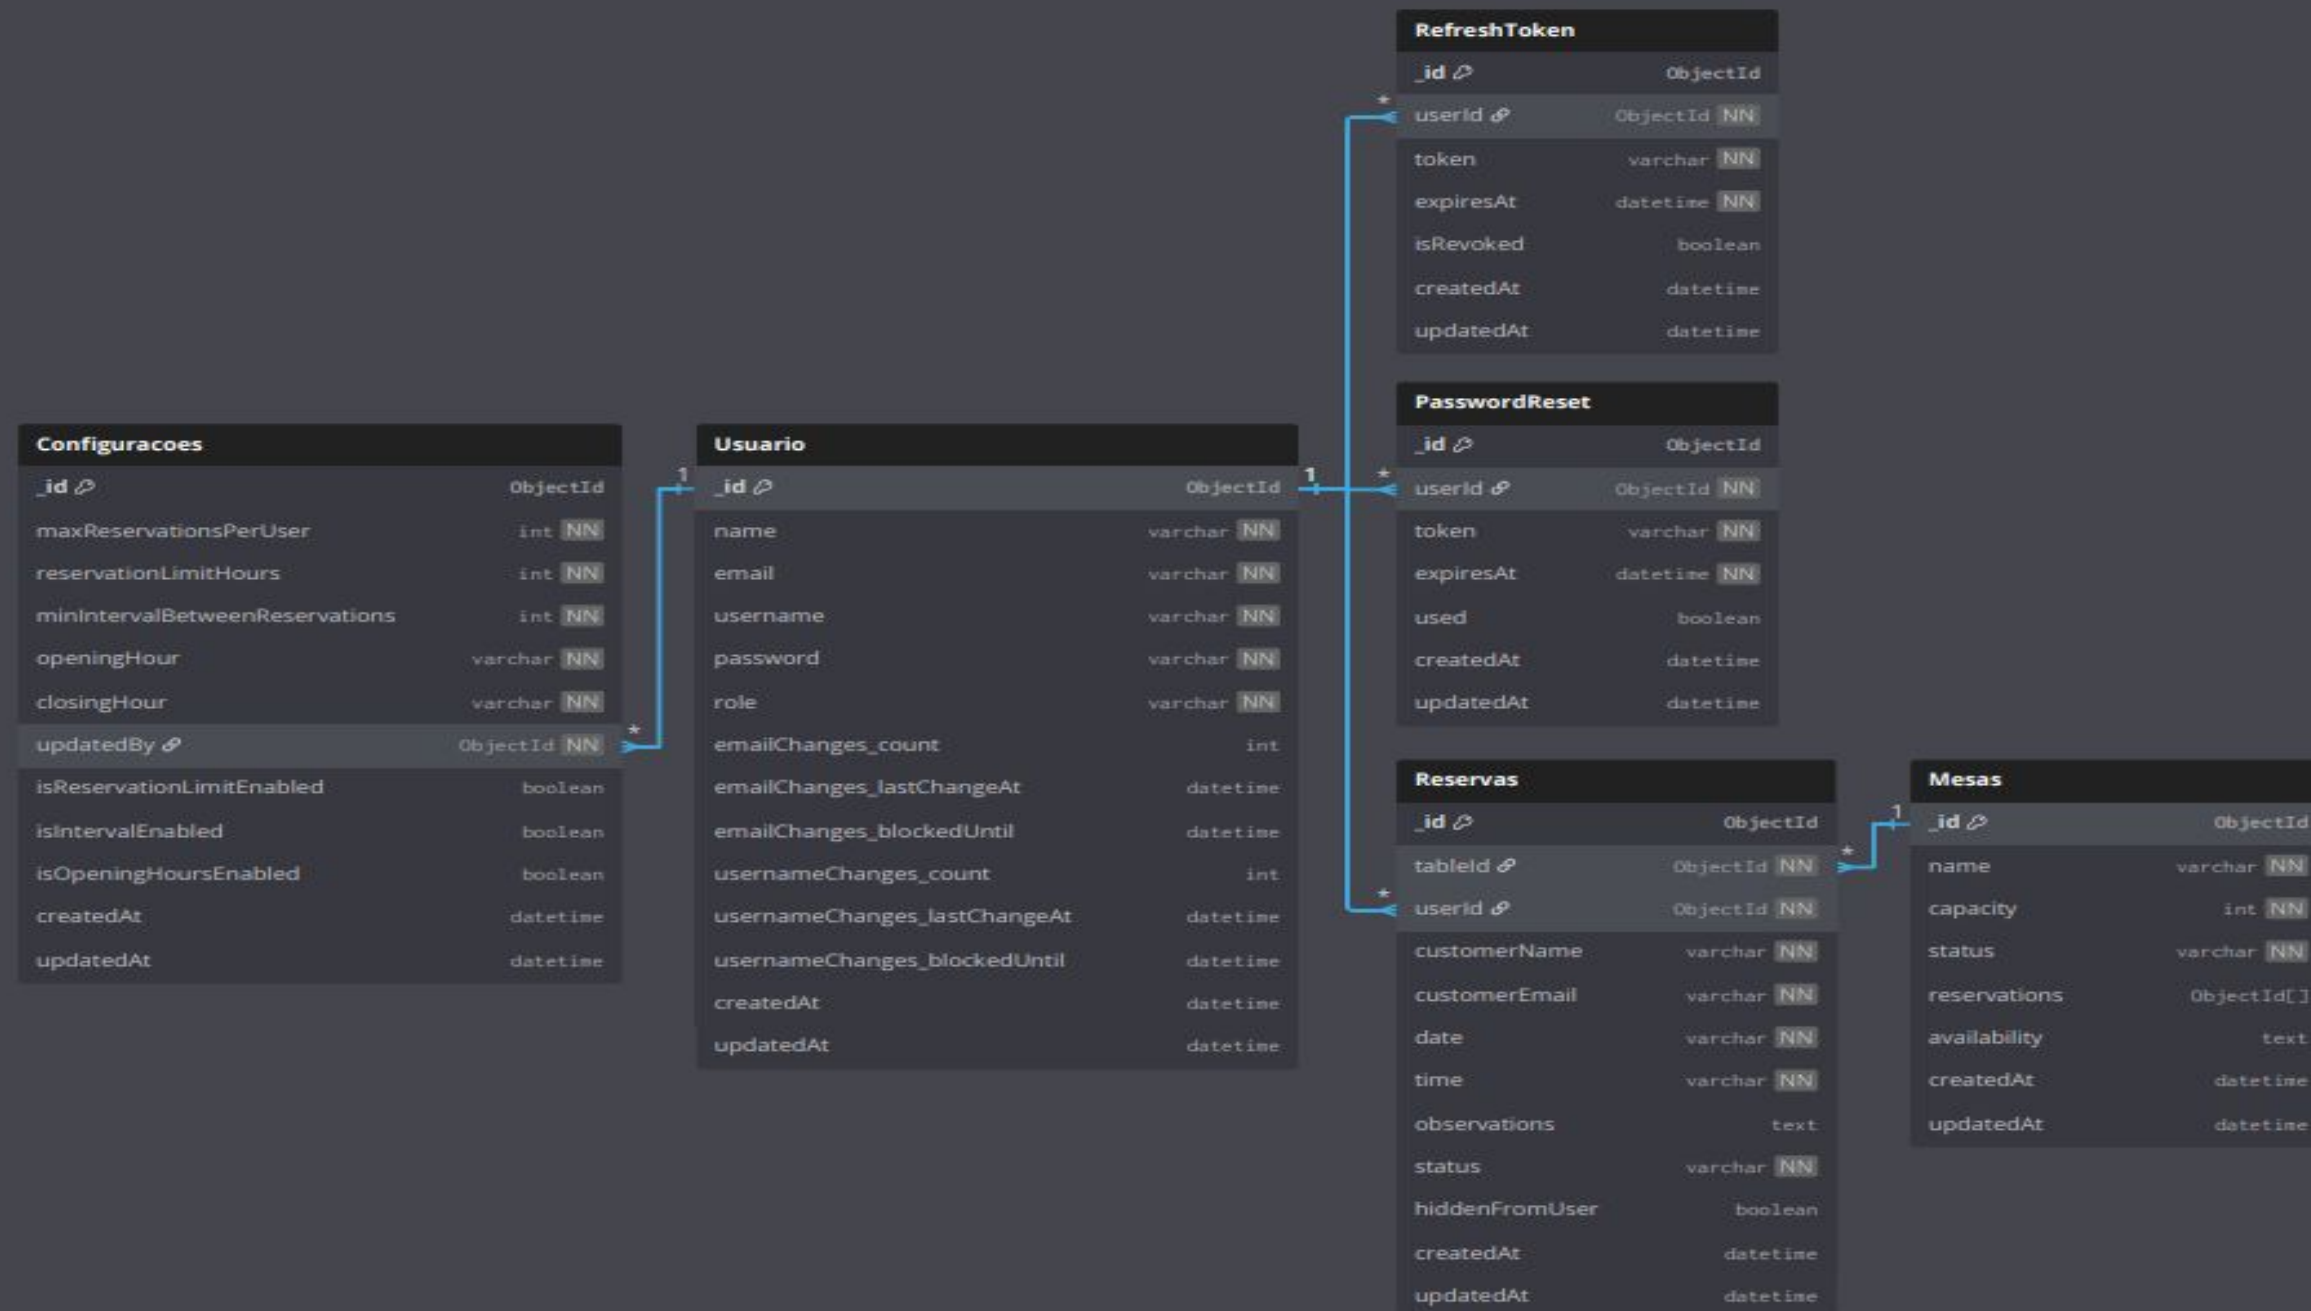 RefreshToken
_id ObjectId
* userId ObjectId NN
token varchar NN
expiresAt datetime NN
isRevoked boolean
createdAt datetime
updatedAt datetime
PasswordReset
_id ObjectId
* userId ObjectId NN
token varchar NN
expiresAt datetime NN
used boolean
createdAt datetime
updatedAt datetime
Configuracoes
_id ObjectId
maxReservationsPerUser int NN
reservationLimitHours int NN
minIntervalBetweenReservations int NN
openingHour varchar NN
closingHour varchar NN
updatedBy ObjectId NN *
isReservationLimitEnabled boolean
isIntervalEnabled boolean
isOpeningHoursEnabled boolean
createdAt datetime
updatedAt datetime
Usuario
1 _id ObjectId 1
name varchar NN
email varchar NN
username varchar NN
password varchar NN
role varchar NN
emailChanges_count int
emailChanges_lastChangeAt datetime
emailChanges_blockedUntil datetime
usernameChanges_count int
usernameChanges_lastChangeAt datetime
usernameChanges_blockedUntil datetime
createdAt datetime
updatedAt datetime
Reservas
_id ObjectId
tableId ObjectId NN *
* userId ObjectId NN
customerName varchar NN
customerEmail varchar NN
date varchar NN
time varchar NN
observations text
status varchar NN
hiddenFromUser boolean
createdAt datetime
updatedAt datetime
Mesas
1 _id ObjectId
name varchar NN
capacity int NN
status varchar NN
reservations ObjectId[]
availability text
createdAt datetime
updatedAt datetime